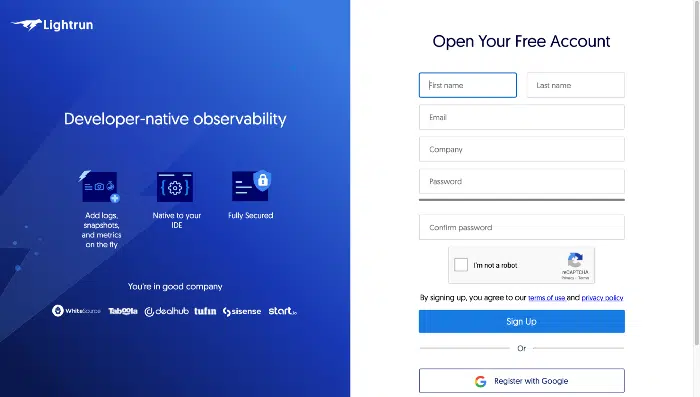 Lightrun
Developer-native observability
Add logs,
snapshots,
and metrics
on the fly
Native to your
IDE
Fully Secured
You're in good company
WhiteSource Taboola dealhub tufin sisense start.io
Open Your Free Account
First name Last name
Email
Company
Password
Confirm password
I'm not a robot
reCAPTCHA
Privacy - Terms
By signing up, you agree to our terms of use and privacy policy
Sign Up
Or
Register with Google